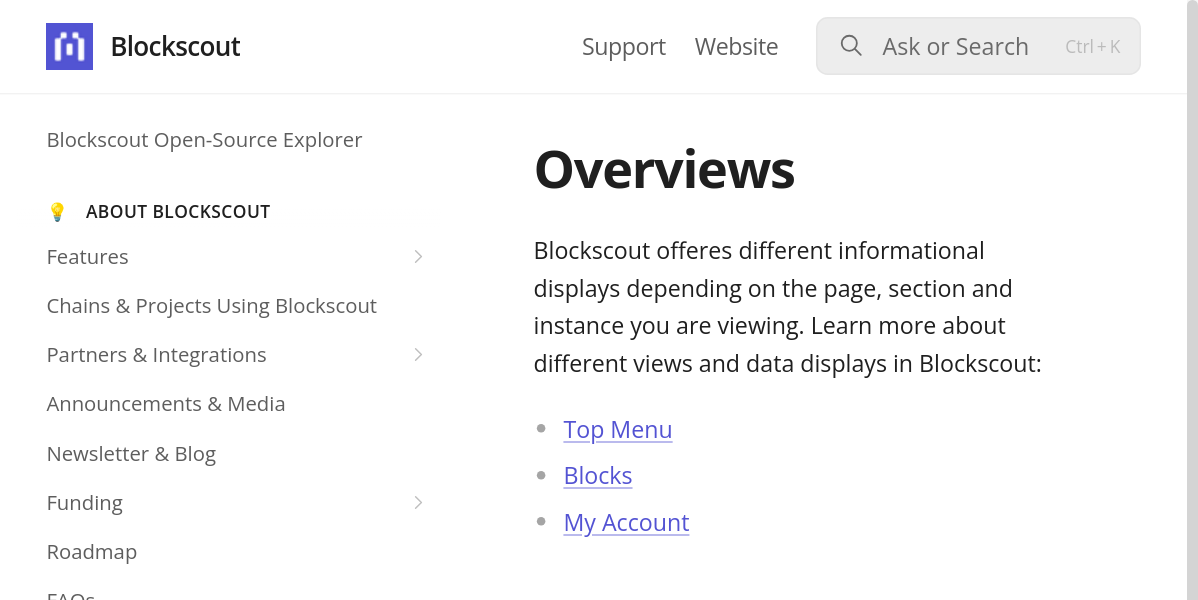 Blockscout
Support
Website
Ask or Search
Ctrl + K
Blockscout Open-Source Explorer
💡 ABOUT BLOCKSCOUT
Features
Chains & Projects Using Blockscout
Partners & Integrations
Announcements & Media
Newsletter & Blog
Funding
Roadmap
FAQs
Overviews
Blockscout offeres different informational
displays depending on the page, section and
instance you are viewing. Learn more about
different views and data displays in Blockscout:
Top Menu
Blocks
My Account